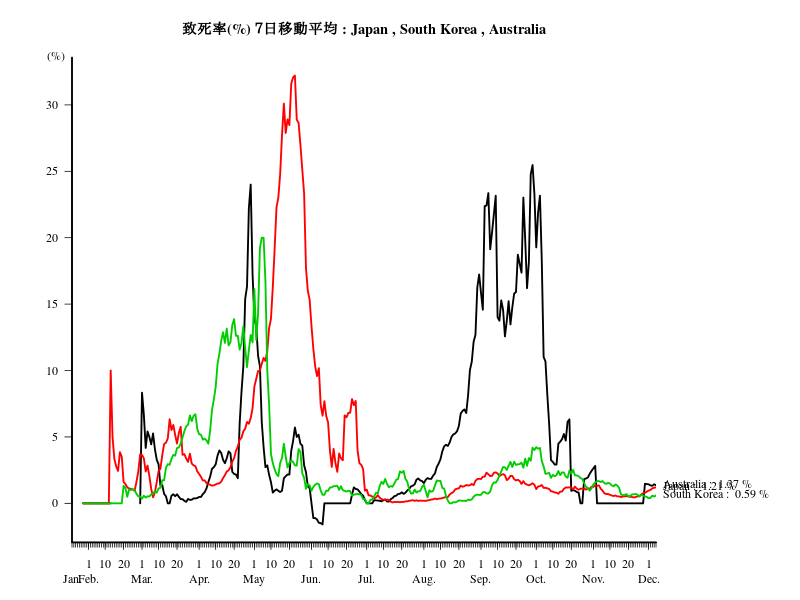 致死率(%) 7日移動平均 : Japan , South Korea , Australia
(%)
30
25
20
15
10
5
0
Australia : 1.37 %
Japan : 1.21 %
South Korea : 0.59 %
1 10 20 1 10 20 1 10 20 1 10 20 1 10 20 1 10 20 1 10 20 1 10 20 1 10 20 1 10 20 1
Jan Feb. Mar. Apr. May Jun. Jul. Aug. Sep. Oct. Nov. Dec.